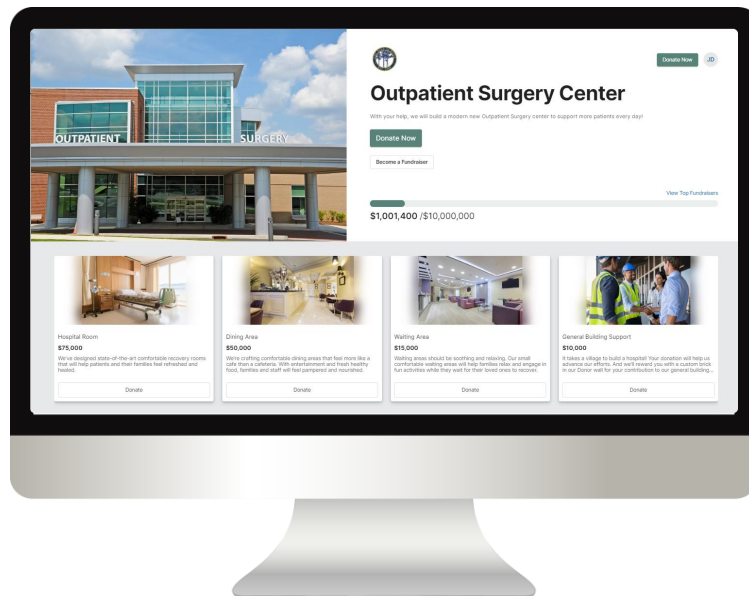 OUTPATIENT SURGERY
Donate Now JD
Outpatient Surgery Center
With your help, we will build a modern new Outpatient Surgery center to support more patients every day!
Donate Now
Become a Fundraiser
View Top Fundraisers
$1,001,400 /$10,000,000
Hospital Room
$75,000
We've designed state-of-the-art comfortable recovery rooms
that will help patients and their families feel refreshed and
healed.
Donate
Dining Area
$50,000
We're crafting comfortable dining areas that feel more like a
cafe than a cafeteria. With entertainment and fresh healthy
food, families and staff will feel pampered and nourished.
Donate
Waiting Area
$15,000
Waiting areas should be soothing and relaxing. Our small
comfortable waiting areas will help families relax and engage in
fun activities while they wait for their loved ones to recover.
Donate
General Building Support
$10,000
It takes a village to build a hospital! Your donation will help us
advance our efforts. And we'll reward you with a custom brick
in our Donor wall for your contribution to our general building...
Donate